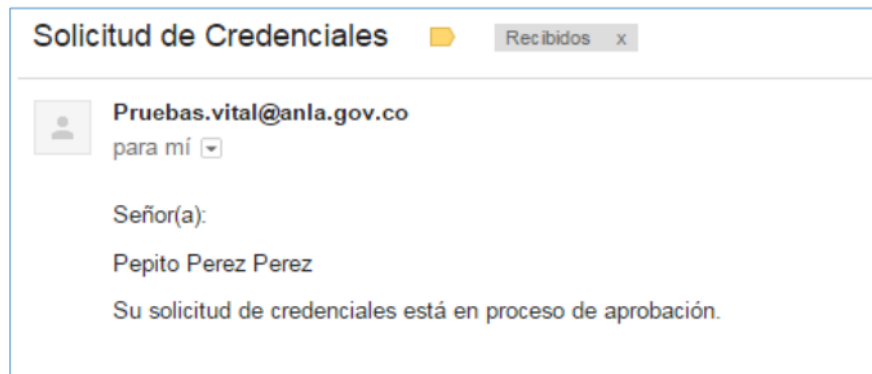 Solicitud de Credenciales Recibidos x
Pruebas.vital@anla.gov.co
para mí
Señor(a):
Pepito Perez Perez
Su solicitud de credenciales está en proceso de aprobación.